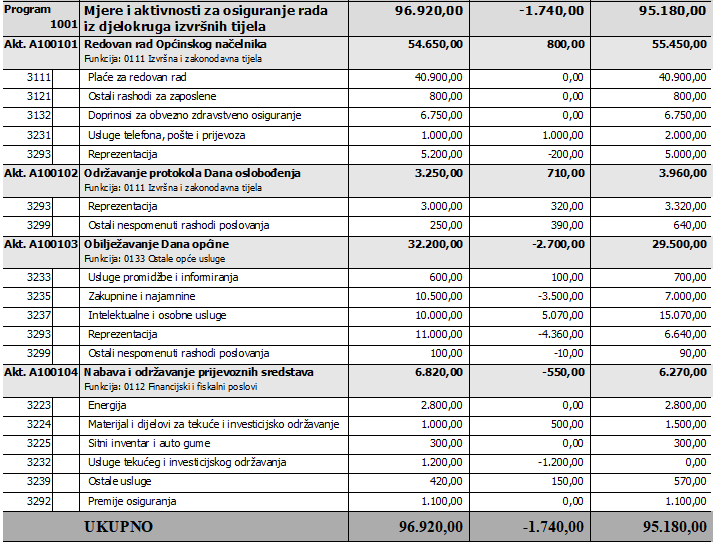 Program 1001 Mjere i aktivnosti za osiguranje rada iz djelokruga izvršnih tijela 96.920,00 -1.740,00 95.180,00
Akt. A100101 Redovan rad Općinskog načelnika 54.650,00 800,00 55.450,00
Funkcija: 0111 Izvršna i zakonodavna tijela
3111 Plaće za redovan rad 40.900,00 0,00 40.900,00
3121 Ostali rashodi za zaposlene 800,00 0,00 800,00
3132 Doprinosi za obvezno zdravstveno osiguranje 6.750,00 0,00 6.750,00
3231 Usluge telefona, pošte i prijevoza 1.000,00 1.000,00 2.000,00
3293 Reprezentacija 5.200,00 -200,00 5.000,00
Akt. A100102 Održavanje protokola Dana oslobođenja 3.250,00 710,00 3.960,00
Funkcija: 0111 Izvršna i zakonodavna tijela
3293 Reprezentacija 3.000,00 320,00 3.320,00
3299 Ostali nespomenuti rashodi poslovanja 250,00 390,00 640,00
Akt. A100103 Obilježavanje Dana općine 32.200,00 -2.700,00 29.500,00
Funkcija: 0133 Ostale opće usluge
3233 Usluge promidžbe i informiranja 600,00 100,00 700,00
3235 Zakupnine i najamnine 10.500,00 -3.500,00 7.000,00
3237 Intelektualne i osobne usluge 10.000,00 5.070,00 15.070,00
3293 Reprezentacija 11.000,00 -4.360,00 6.640,00
3299 Ostali nespomenuti rashodi poslovanja 100,00 -10,00 90,00
Akt. A100104 Nabava i održavanje prijevoznih sredstava 6.820,00 -550,00 6.270,00
Funkcija: 0112 Financijski i fiskalni poslovi
3223 Energija 2.800,00 0,00 2.800,00
3224 Materijal i dijelovi za tekuće i investicijsko održavanje 1.000,00 500,00 1.500,00
3225 Sitni inventar i auto gume 300,00 0,00 300,00
3232 Usluge tekućeg i investicijskog održavanja 1.200,00 -1.200,00 0,00
3239 Ostale usluge 420,00 150,00 570,00
3292 Premije osiguranja 1.100,00 0,00 1.100,00
UKUPNO 96.920,00 -1.740,00 95.180,00